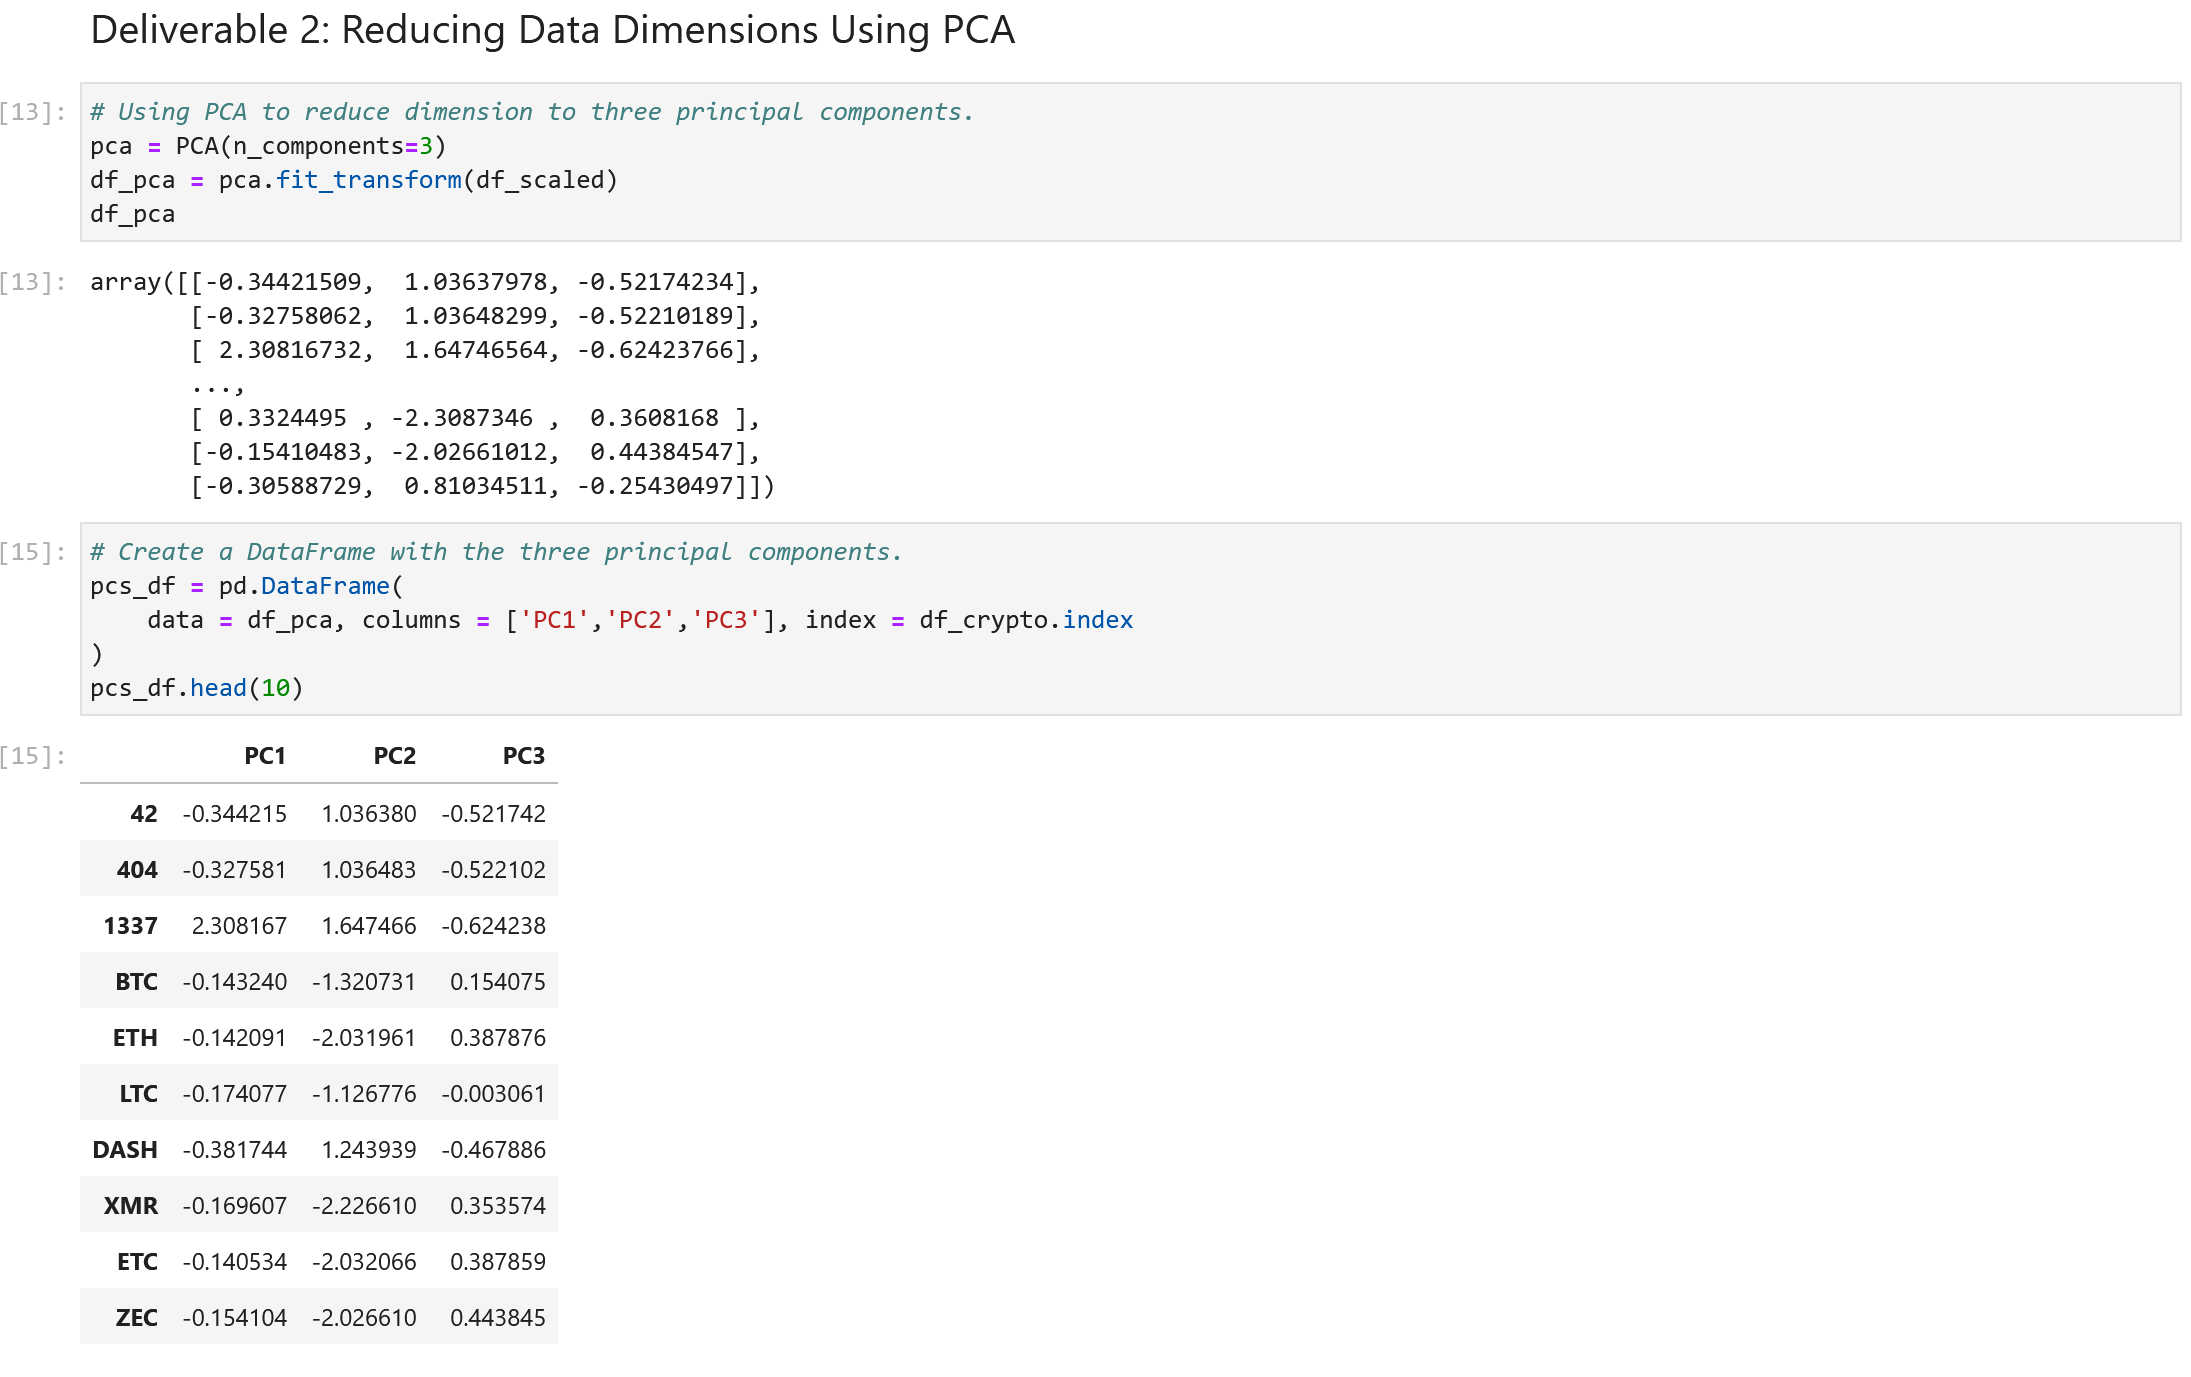 Deliverable 2: Reducing Data Dimensions Using PCA
[13]: # Using PCA to reduce dimension to three principal components.
pca = PCA(n_components=3)
df_pca = pca.fit_transform(df_scaled)
df_pca
[13]: array([[-0.34421509,  1.03637978, -0.52174234],
       [-0.32758062,  1.03648299, -0.52210189],
       [ 2.30816732,  1.64746564, -0.62423766],
       ...,
       [ 0.3324495 , -2.3087346 ,  0.3608168 ],
       [-0.15410483, -2.02661012,  0.44384547],
       [-0.30588729,  0.81034511, -0.25430497]])
[15]: # Create a DataFrame with the three principal components.
pcs_df = pd.DataFrame(
    data = df_pca, columns = ['PC1','PC2','PC3'], index = df_crypto.index
)
pcs_df.head(10)
[15]: PC1 PC2 PC3
42 -0.344215 1.036380 -0.521742
404 -0.327581 1.036483 -0.522102
1337 2.308167 1.647466 -0.624238
BTC -0.143240 -1.320731 0.154075
ETH -0.142091 -2.031961 0.387876
LTC -0.174077 -1.126776 -0.003061
DASH -0.381744 1.243939 -0.467886
XMR -0.169607 -2.226610 0.353574
ETC -0.140534 -2.032066 0.387859
ZEC -0.154104 -2.026610 0.443845